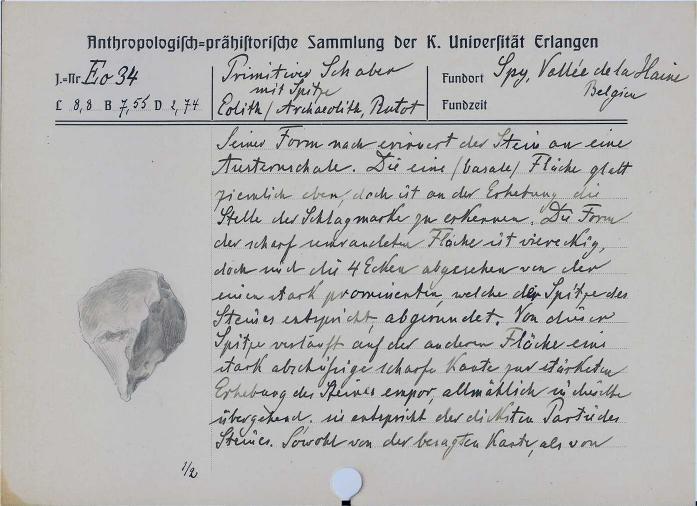 Anthropologisch=prähistorische Sammlung der K. Universität Erlangen
J.=Nr. Eo 34
Primitiver Schaber
mit Spitze
Eolith / Archaeolith, Rutot
Fundort Spy, Vallée de la Haine
Belgien
L 8,8 B 7,55 D 2,74
Fundzeit
Seiner Form nach erinnert der Stein an eine
Austernschale. Die eine /basale/ Fläche glatt
ziemlich eben, doch ist an der Erhebung die
Stelle der Schlagmarke zu erkennen. Die Form
der scharf umrandeten Fläche ist viereckig,
doch sind die 4 Ecken abgesehen von der
einen stark prominenten, welche der Spitze des
Steines entspricht, abgerundet. Von dieser
Spitze verläuft auf der anderen Fläche eine
stark abschüssige scharfe Kante zur stärksten
Erhebung des Steines empor, allmählich in dieselbe
übergehend. sie entspricht der dicksten Partie des
Steines. Sowohl von der besagten Kante, als von
1/2